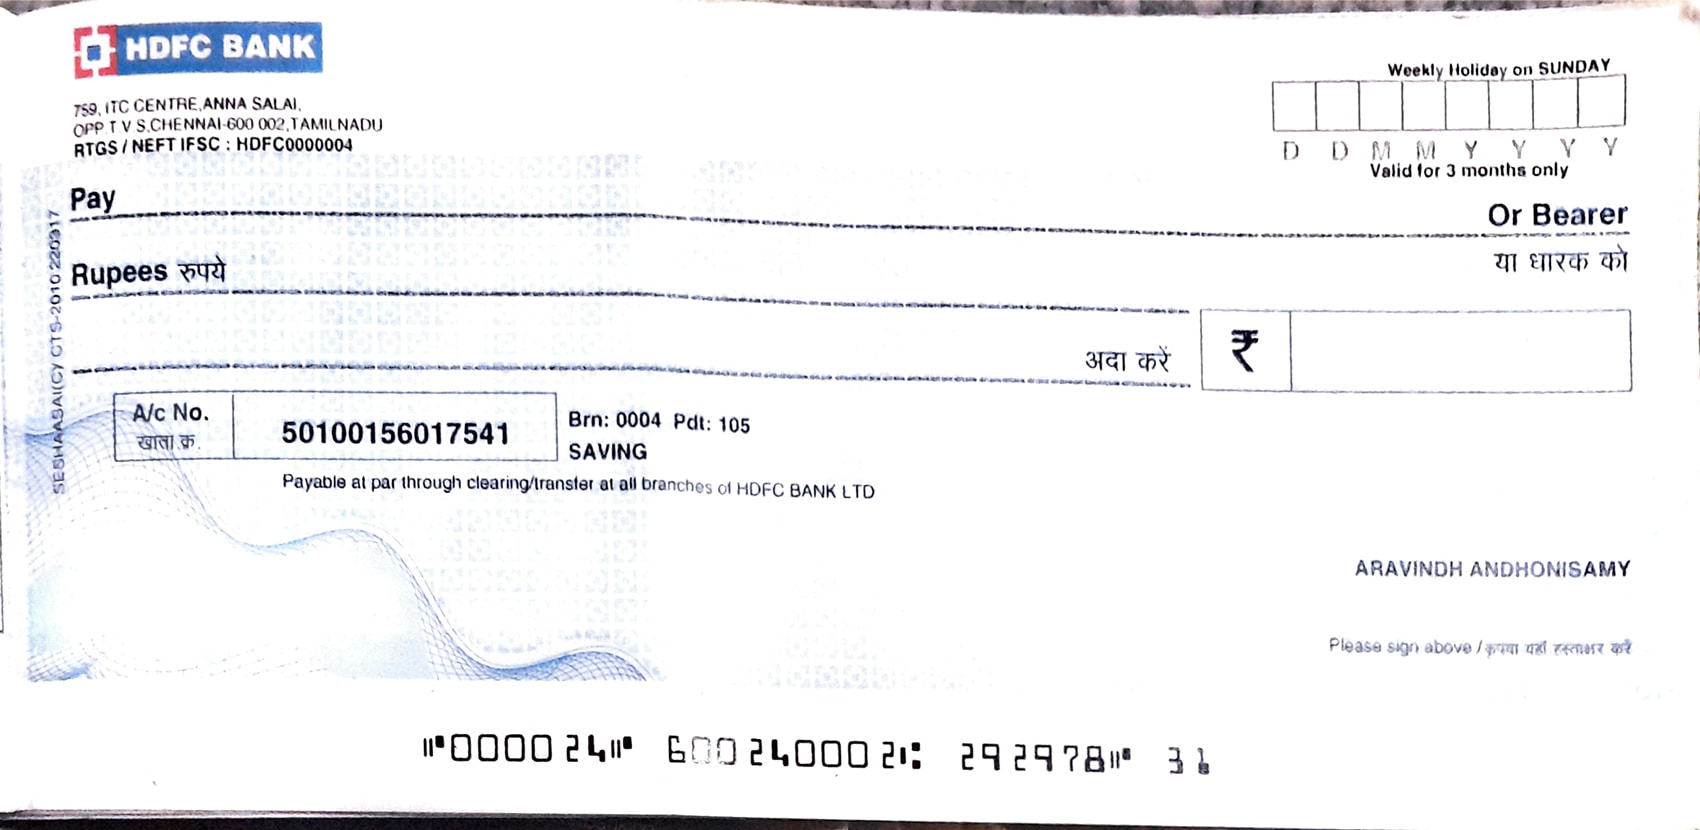 HDFC BANK
759, ITC CENTRE,ANNA SALAI,
OPP.T V S,CHENNAI-600 002,TAMILNADU
RTGS / NEFT IFSC : HDFC0000004
Weekly Holiday on SUNDAY
D D M M Y Y Y Y
Valid for 3 months only
Pay
Or Bearer
या धारक को
Rupees रुपये
अदा करें
₹
A/c No.
खाता क्र.
50100156017541
Brn: 0004 Pdt: 105
SAVING
Payable at par through clearing/transfer at all branches of HDFC BANK LTD
SESHAASAI(C) CTS-2010 220317
ARAVINDH ANDHONISAMY
Please sign above / कृपया यहाँ हस्ताक्षर करें
⑈000024⑈ 600240002⑆ 292978⑈ 31